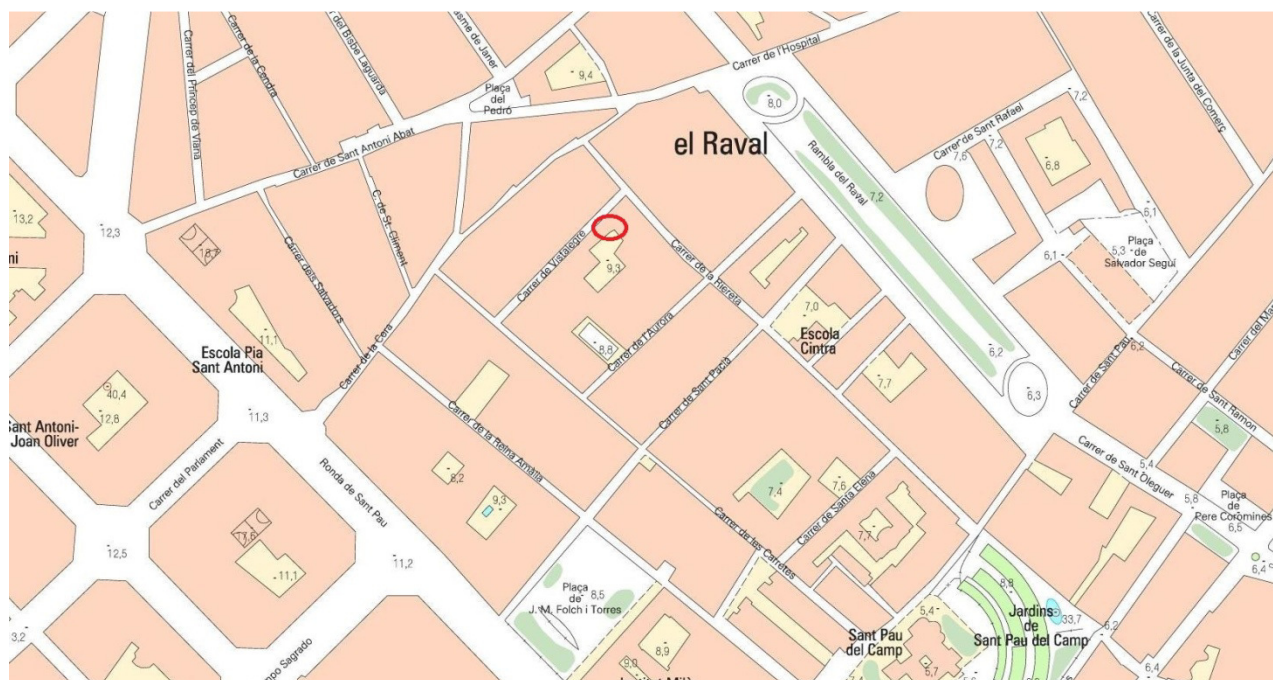 Carrer del Príncep de Viana
Carrer de la Cendra
del Bisbe Laguarda
asme de Janer
9,4
Plaça
del
Pedró
Carrer de l'Hospital
8,0
7,2
Carrer de la Junta del Comerç
el Raval
Rambla del Raval
7,2
Carrer de Sant Rafael
7,2
7,6
6,8
Carrer de Sant Antoni Abat
13,2
12,3
ni
C. de St. Climent
Carrer dels Salvadors
Carrer de Vistalegre
9,3
Carrer de la Riereta
6,1
6,1
5,3
Plaça
de
Salvador Seguí
Escola Pia
Sant Antoni
11,1
Carrer de la Cera
8,8
Carrer de l'Aurora
7,0
Escola
Cintra
6,2
Carrer de Sant Pau
6,2
Carrer del Mar
40,4
12,8
Sant Antoni-
Joan Oliver
11,3
Carrer de Sant Pacià
7,7
6,3
Carrer de Sant Ramon
5,8
Carrer del Parlament
Ronda de Sant Pau
Carrer de la Reina Amàlia
8,2
9,3
7,4
7,6
Carrer de Santa Elena
Carrer de Sant Oleguer
5,4
5,8
Plaça
de
Pere Coromines
6,5
6,4
12,5
11,1
11,2
Carrer de les Carretes
7,7
Plaça
de
J. M. Folch i Torres
8,5
8,8
33,7
Jardins
de
Sant Pau del Camp
6,2
3,2
mpo Sagrado
8,9
9,0
Sant Pau
del Camp
5,4
5,7
6,4